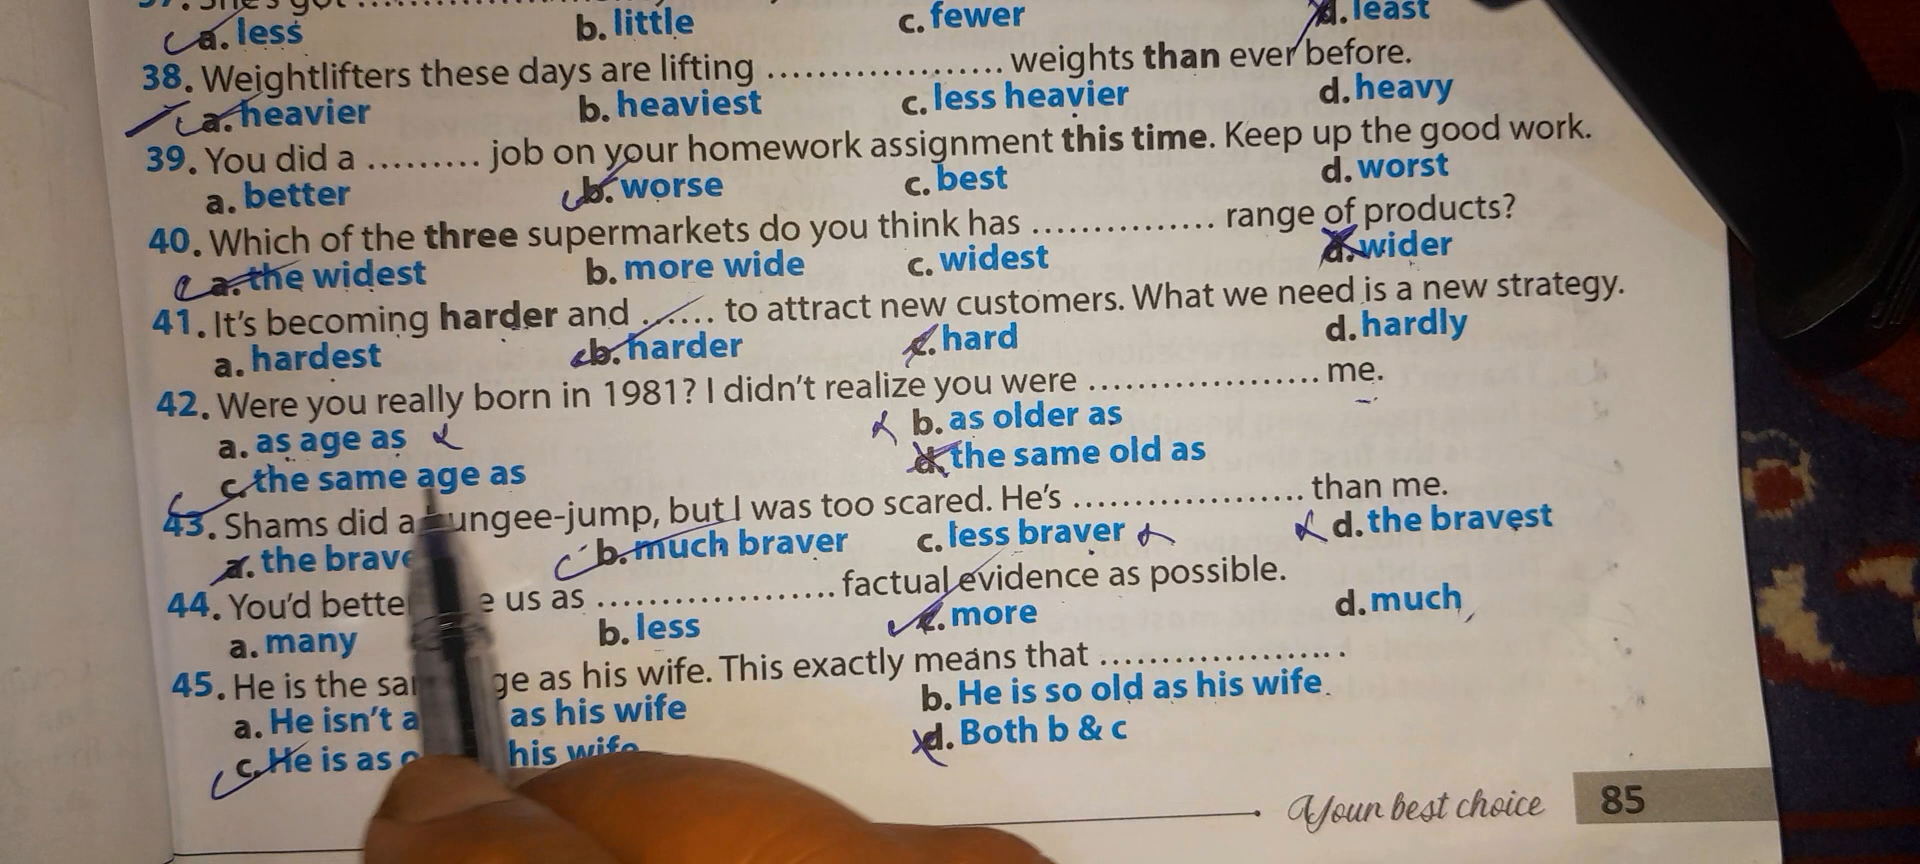 a. less b. little c. fewer d. least
38. Weightlifters these days are lifting .................... weights than ever before.
a. heavier b. heaviest c. less heavier d. heavy
39. You did a ......... job on your homework assignment this time. Keep up the good work.
a. better b. worse c. best d. worst
40. Which of the three supermarkets do you think has ............... range of products?
a. the widest b. more wide c. widest d. wider
41. It's becoming harder and ....... to attract new customers. What we need is a new strategy.
a. hardest b. harder c. hard d. hardly
42. Were you really born in 1981? I didn't realize you were .................... me.
a. as age as b. as older as
c. the same age as d. the same old as
43. Shams did a ungee-jump, but I was too scared. He's .................... than me.
a. the brave b. much braver c. less braver d. the bravest
44. You'd us as .................... factual evidence as possible.
a. many b. less c. more d. much
45. He is the as his wife. This exactly means that .....................
a. He isn't as his wife b. He is so old as his wife.
c. He is as his wife d. Both b & c
Your best choice 85